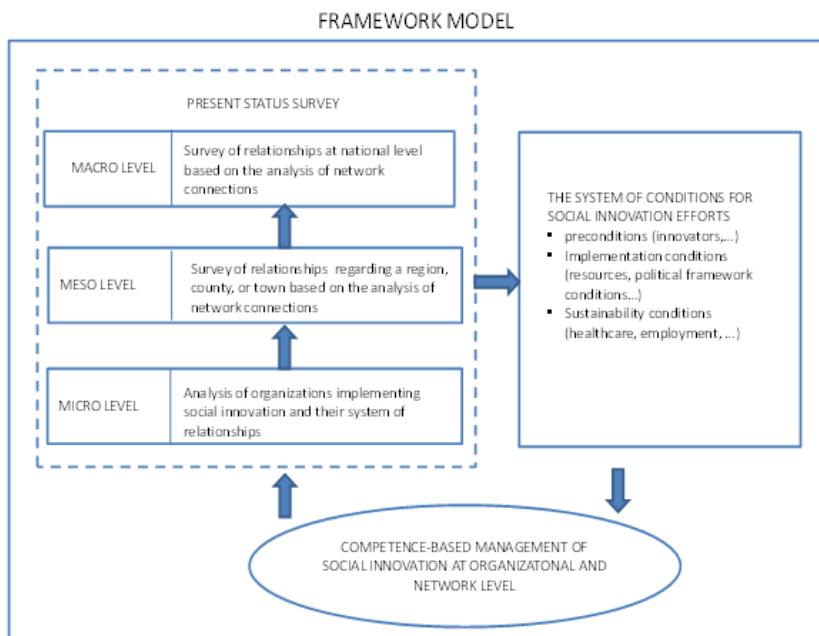 FRAMEWORK MODEL
PRESENT STATUS SURVEY
MACRO LEVEL
Survey of relationships at national level
based on the analysis of network
connections
MESO LEVEL
Survey of relationships regarding a region,
county, or town based on the analysis of
network connections
MICRO LEVEL
Analysis of organizations implementing
social innovation and their system of
relationships
THE SYSTEM OF CONDITIONS FOR
SOCIAL INNOVATION EFFORTS
▪ preconditions (innovators,...)
▪ Implementation conditions
(resources, political framework
conditions...)
▪ Sustainability conditions
(healthcare, employment, ...)
COMPETENCE-BASED MANAGEMENT OF
SOCIAL INNOVATION AT ORGANIZATONAL AND
NETWORK LEVEL